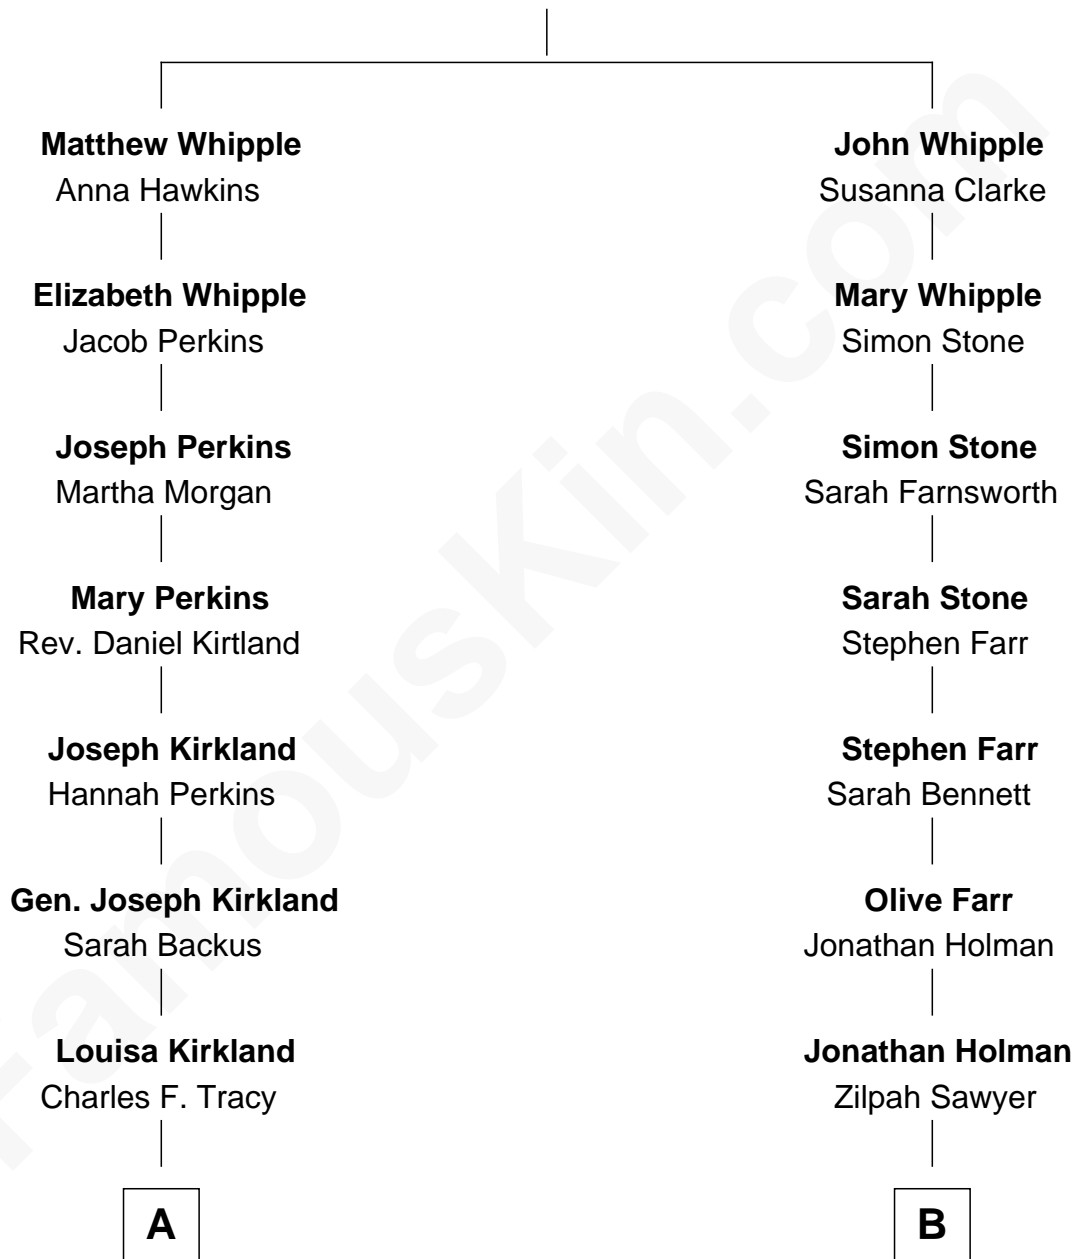 Matthew Whipple
Anna Hawkins
Elizabeth Whipple
Jacob Perkins
Joseph Perkins
Martha Morgan
Mary Perkins
Rev. Daniel Kirtland
Joseph Kirkland
Hannah Perkins
Gen. Joseph Kirkland
Sarah Backus
Louisa Kirkland
Charles F. Tracy
A
John Whipple
Susanna Clarke
Mary Whipple
Simon Stone
Simon Stone
Sarah Farnsworth
Sarah Stone
Stephen Farr
Stephen Farr
Sarah Bennett
Olive Farr
Jonathan Holman
Jonathan Holman
Zilpah Sawyer
B
FamousKin.com